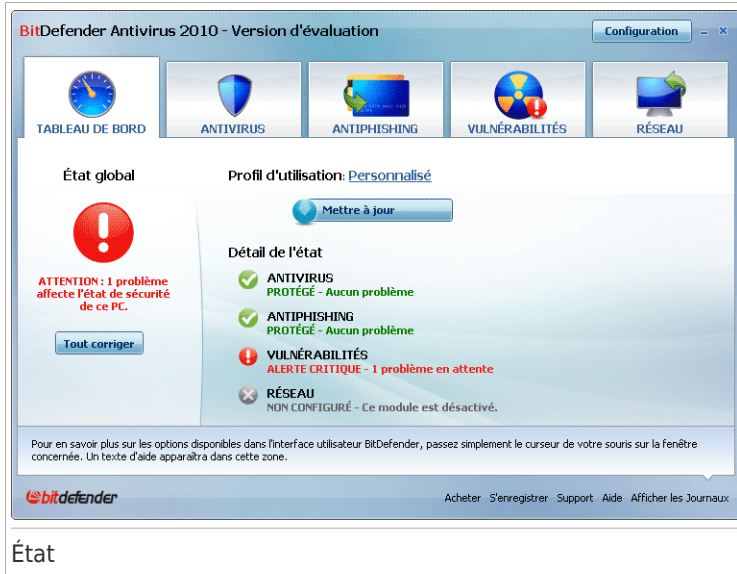 BitDefender Antivirus 2010 - Version d'évaluation
Configuration
TABLEAU DE BORD
ANTIVIRUS
ANTIPHISHING
VULNÉRABILITÉS
RÉSEAU
État global
Profil d'utilisation: Personnalisé
Mettre à jour
Détail de l'état
ATTENTION : 1 problème
affecte l'état de sécurité
de ce PC.
Tout corriger
ANTIVIRUS
PROTÉGÉ - Aucun problème
ANTIPHISHING
PROTÉGÉ - Aucun problème
VULNÉRABILITÉS
ALERTE CRITIQUE - 1 problème en attente
RÉSEAU
NON CONFIGURÉ - Ce module est désactivé.
Pour en savoir plus sur les options disponibles dans l'interface utilisateur BitDefender, passez simplement le curseur de votre souris sur la fenêtre
concernée. Un texte d'aide apparaîtra dans cette zone.
bitdefender
Acheter S'enregistrer Support Aide Afficher les Journaux
État